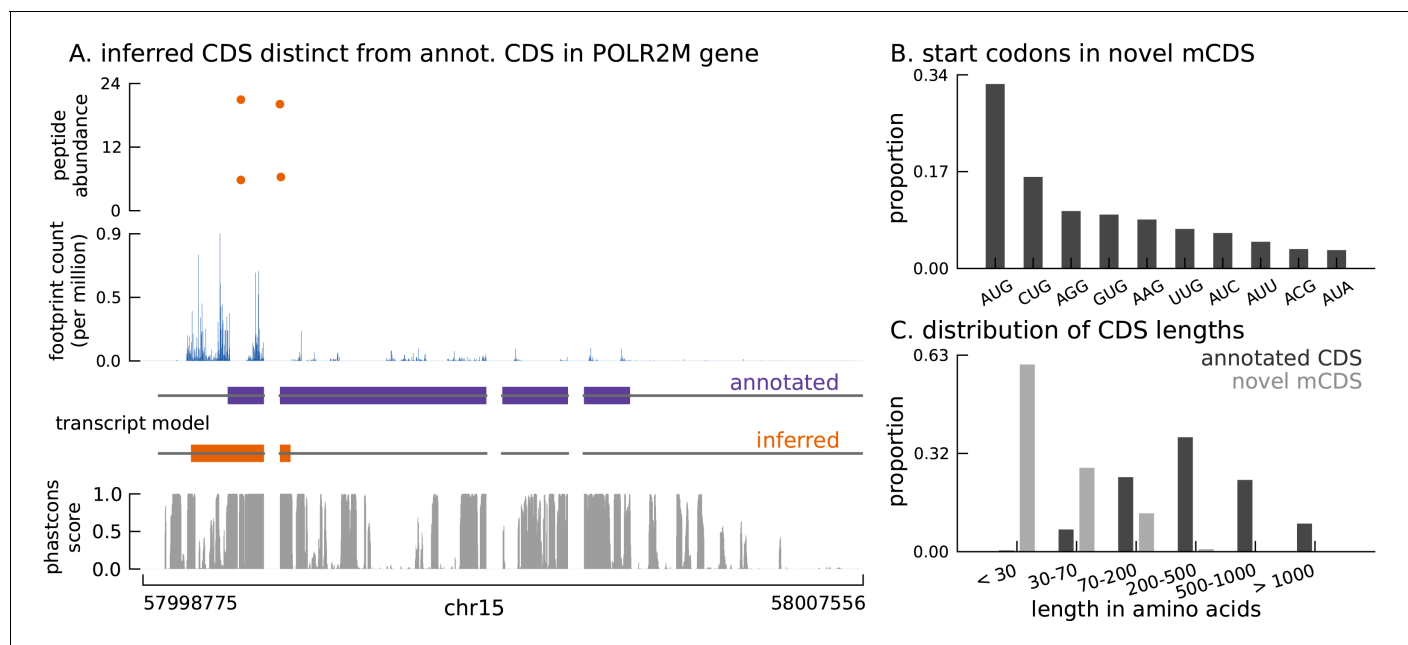 A. inferred CDS distinct from annot. CDS in POLR2M gene
24
12
0
peptide
abundance
0.9
0.5
0.0
footprint count
(per million)
annotated
transcript model
inferred
1.0
0.5
0.0
phastcons
score
57998775
chr15
58007556
B. start codons in novel mCDS
0.34
0.17
0.00
proportion
AUG
CUG
AGG
GUG
AAG
UUG
AUC
AUU
ACG
AUA
C. distribution of CDS lengths
0.63
0.32
0.00
proportion
annotated CDS
novel mCDS
< 30
30-70
70-200
200-500
500-1000
> 1000
length in amino acids